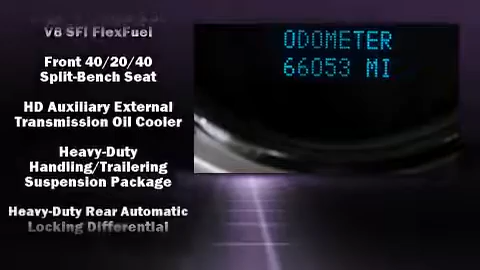 V8 SFI FlexFuel
Front 40/20/40
Split-Bench Seat
HD Auxiliary External
Transmission Oil Cooler
Heavy-Duty
Handling/Trailering
Suspension Package
Heavy-Duty Rear Automatic
Locking Differential
ODOMETER
66053 MI